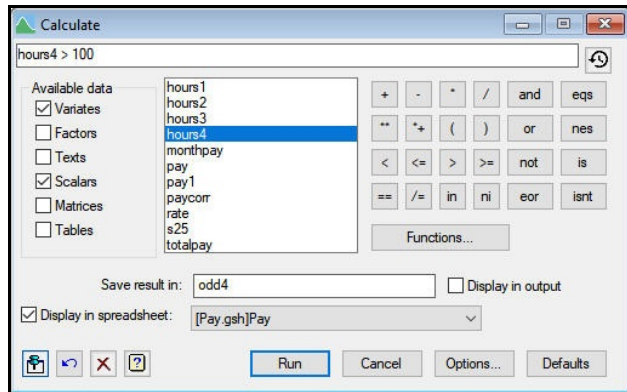 Calculate
hours4 > 100
Available data
Variates
Factors
Texts
Scalars
Matrices
Tables
hours1
hours2
hours3
hours4
monthpay
pay
pay1
paycorr
rate
s25
totalpay
+ - * / and eqs
** *+ ( ) or nes
< <= > >= not is
== /= in ni eor isnt
Functions...
Save result in: odd4 Display in output
Display in spreadsheet: [Pay.gsh]Pay
Run Cancel Options... Defaults